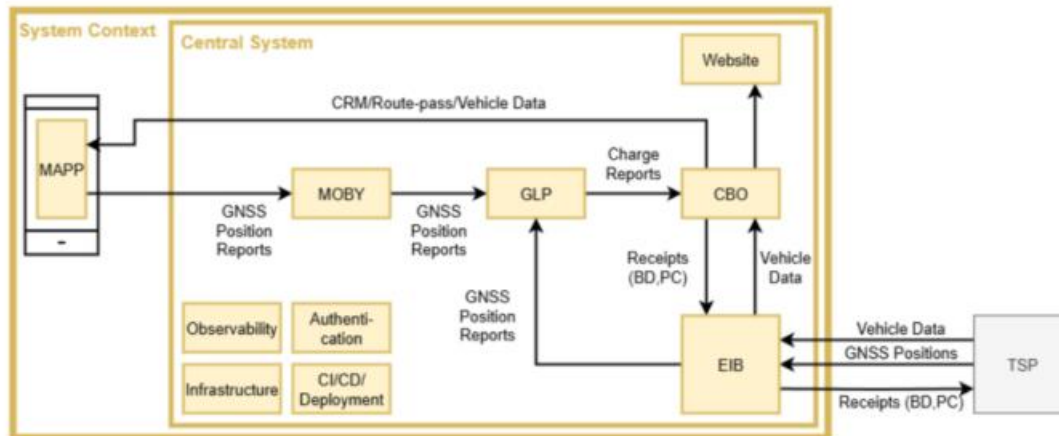 System Context
Central System
Website
CRM/Route-pass/Vehicle Data
MAPP
MOBY
GLP
Charge
Reports
CBO
GNSS
Position
Reports
GNSS
Position
Reports
Receipts
(BD,PC)
Vehicle
Data
GNSS
Position
Reports
Observability
Authenti-
cation
Infrastructure
CI/CD/
Deployment
EIB
Vehicle Data
GNSS Positions
Receipts (BD,PC)
TSP